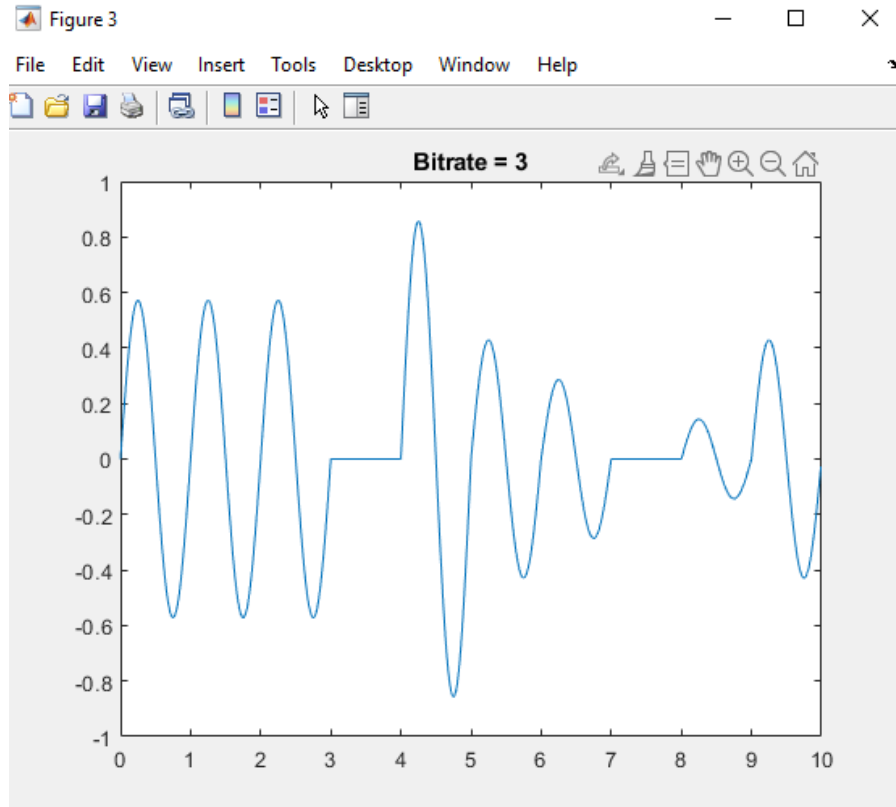 Figure 3
File Edit View Insert Tools Desktop Window Help
Bitrate = 3
1
0.8
0.6
0.4
0.2
0
-0.2
-0.4
-0.6
-0.8
-1
0 1 2 3 4 5 6 7 8 9 10